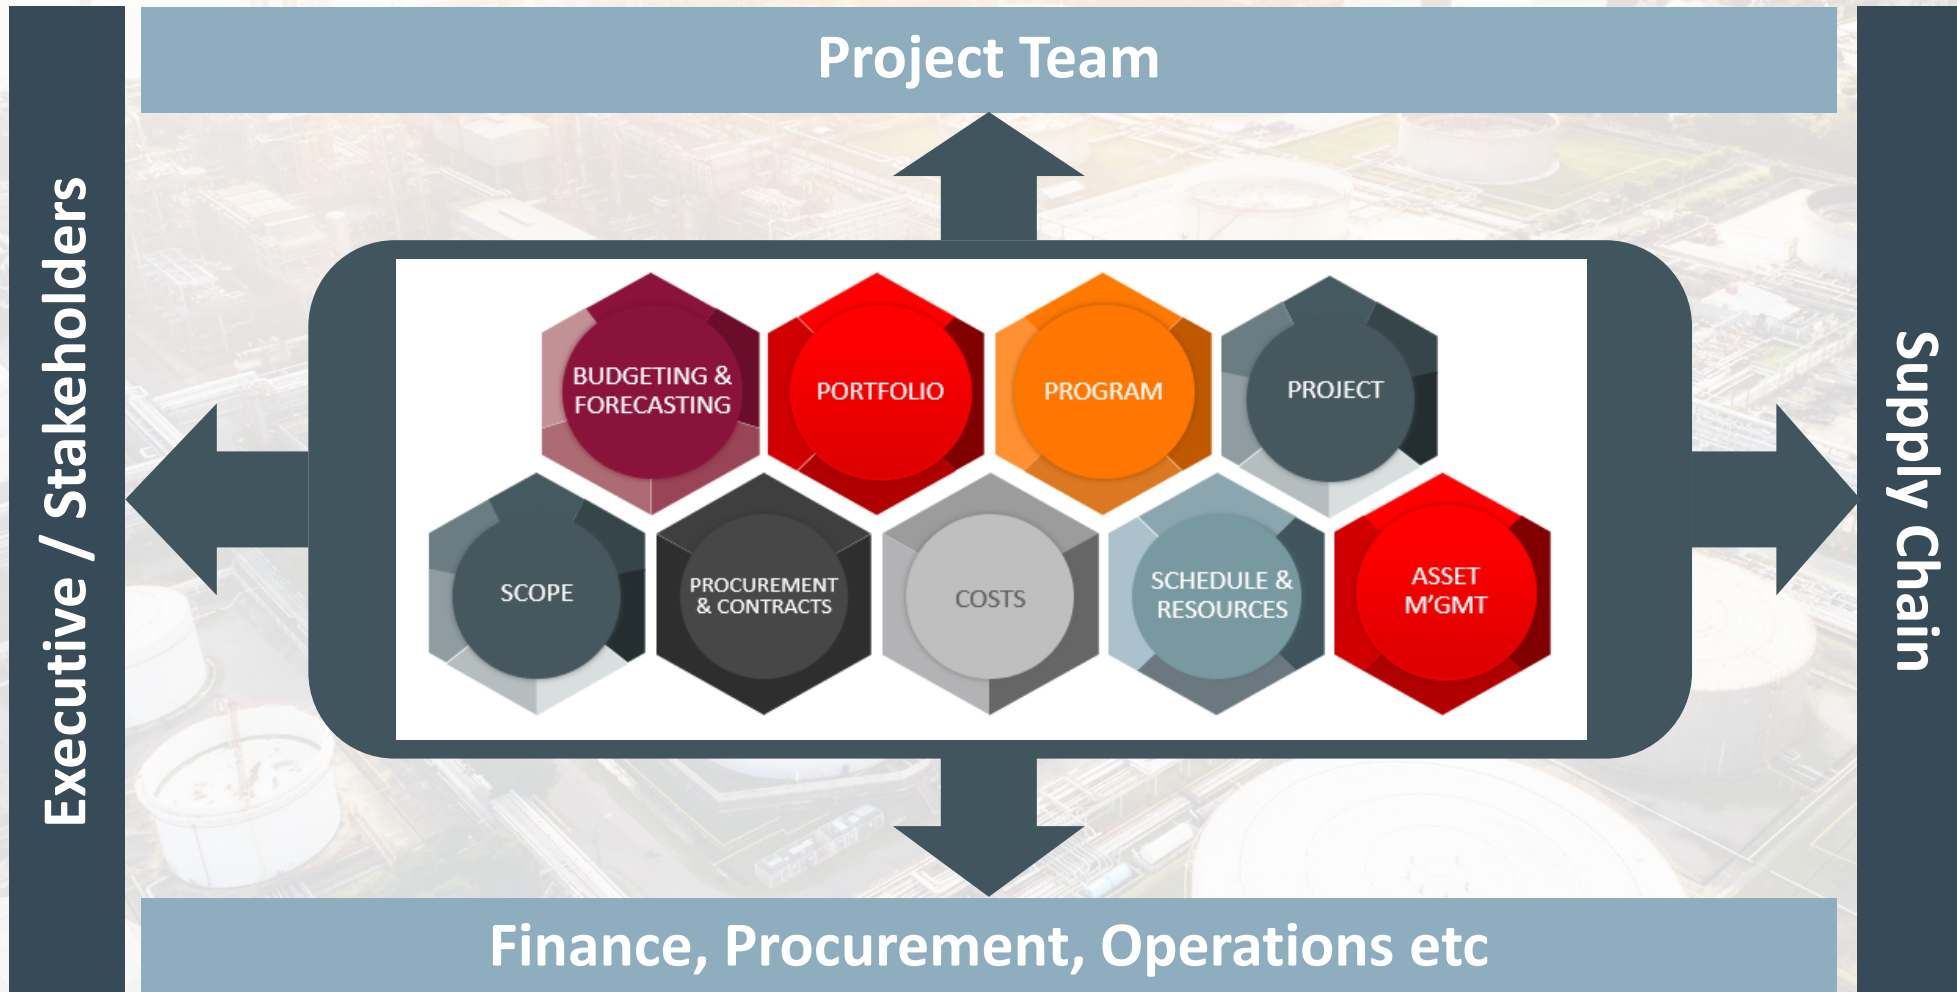 Project Team
Executive / Stakeholders
Supply Chain
BUDGETING &
FORECASTING
PORTFOLIO
PROGRAM
PROJECT
SCOPE
PROCUREMENT
& CONTRACTS
COSTS
SCHEDULE &
RESOURCES
ASSET
M'GMT
Finance, Procurement, Operations etc